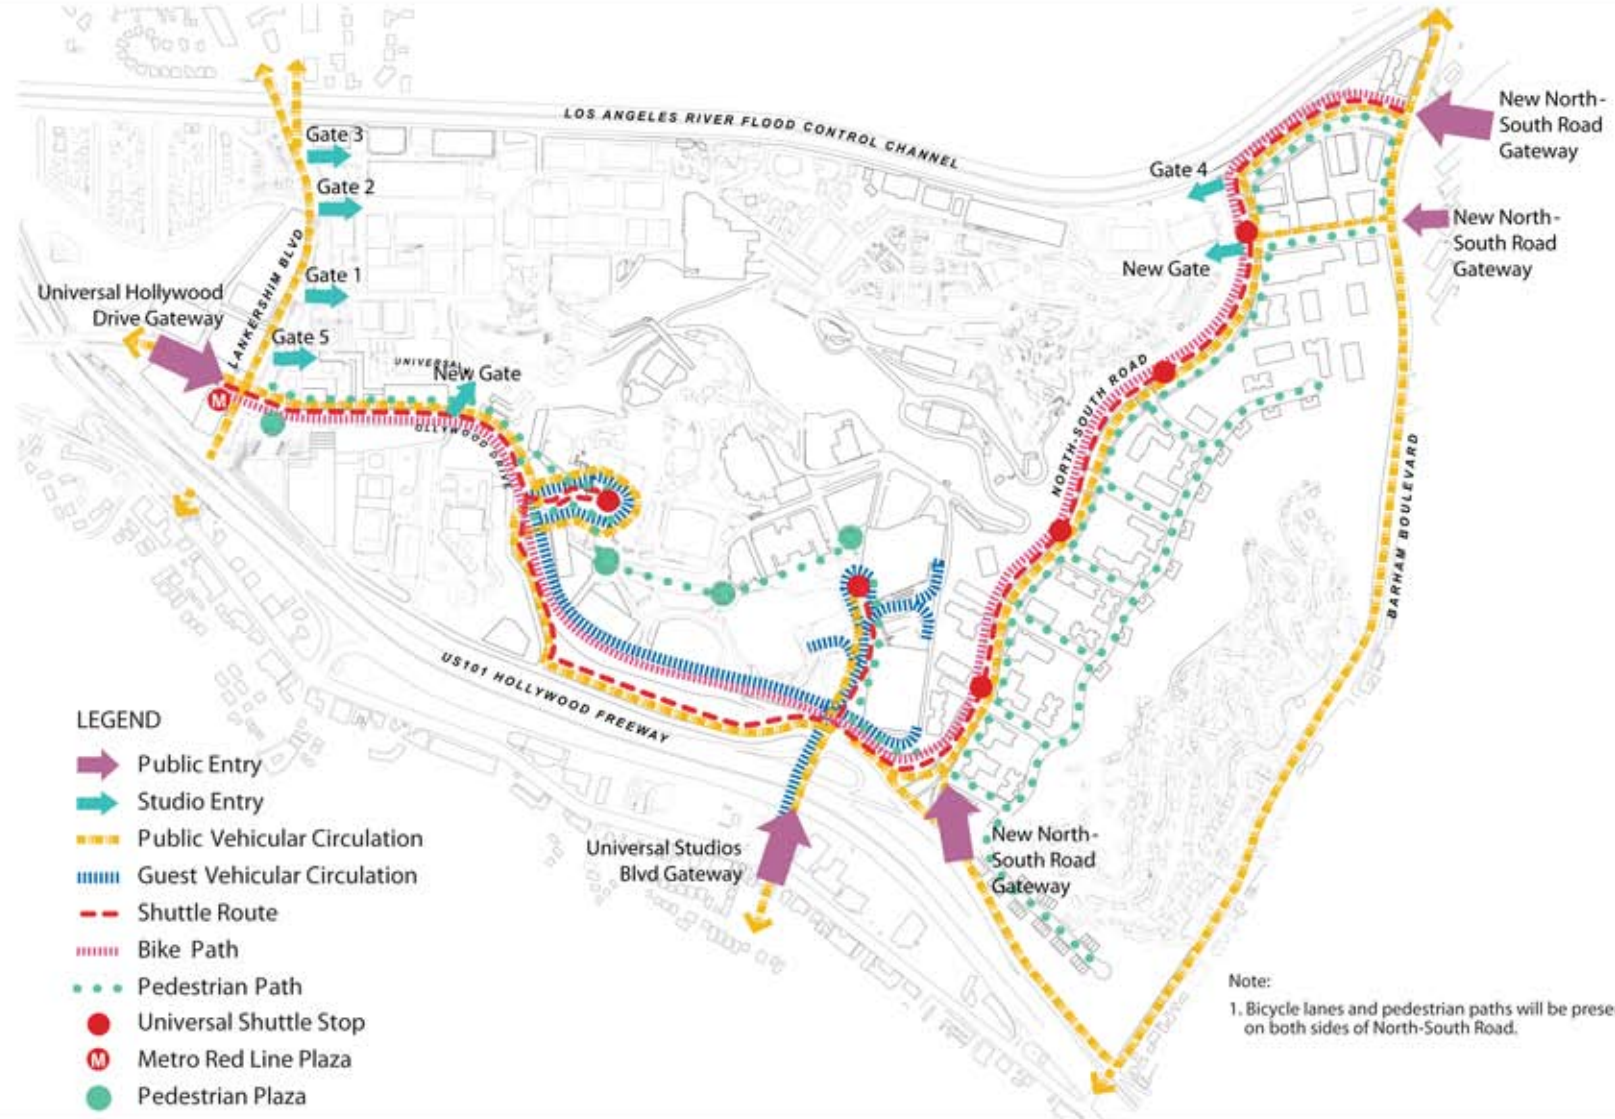 LOS ANGELES RIVER FLOOD CONTROL CHANNEL
New North-
South Road
Gateway
Gate 3
Gate 4
Gate 2
New North-
South Road
Gateway
LANKERSHIM BLVD
New Gate
Gate 1
Universal Hollywood
Drive Gateway
Gate 5
UNIVERSAL
New Gate
OLLYWOOD DRIVE
M
NORTH-SOUTH ROAD
BARHAM BOULEVARD
US101 HOLLYWOOD FREEWAY
LEGEND
Public Entry
Studio Entry
Public Vehicular Circulation
Guest Vehicular Circulation
Shuttle Route
Bike Path
Pedestrian Path
Universal Shuttle Stop
M Metro Red Line Plaza
Pedestrian Plaza
Universal Studios
Blvd Gateway
New North-
South Road
Gateway
Note:
1. Bicycle lanes and pedestrian paths will be prese
on both sides of North-South Road.